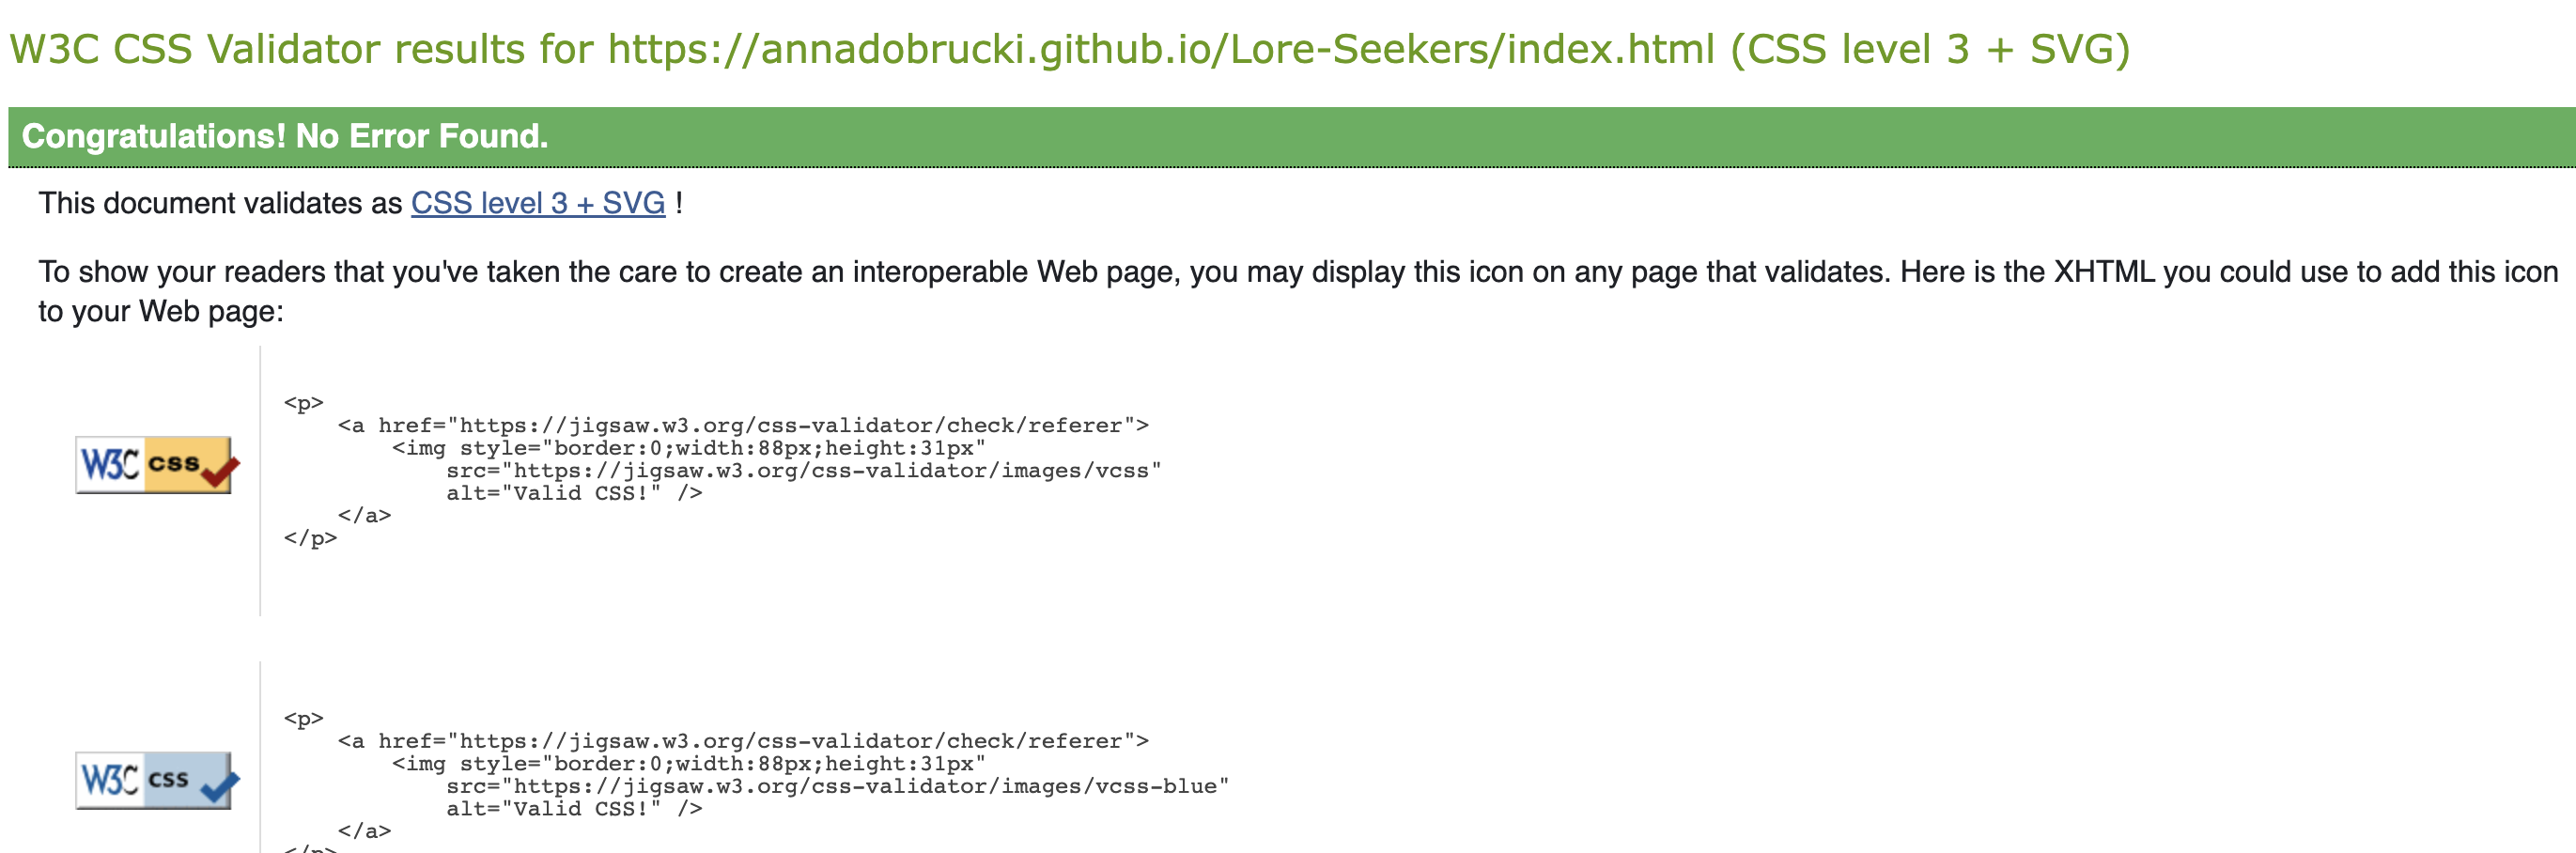 W3C CSS Validator results for https://annadobrucki.github.io/Lore-Seekers/index.html (CSS level 3 + SVG)
Congratulations! No Error Found.
This document validates as CSS level 3 + SVG !
To show your readers that you've taken the care to create an interoperable Web page, you may display this icon on any page that validates. Here is the XHTML you could use to add this icon
to your Web page:
<p>
    <a href="https://jigsaw.w3.org/css-validator/check/referer">
W3C css
        <img style="border:0;width:88px;height:31px"
            src="https://jigsaw.w3.org/css-validator/images/vcss"
            alt="Valid CSS!" />
    </a>
</p>
<p>
    <a href="https://jigsaw.w3.org/css-validator/check/referer">
W3C css
        <img style="border:0;width:88px;height:31px"
            src="https://jigsaw.w3.org/css-validator/images/vcss-blue"
            alt="Valid CSS!" />
    </a>
</p>